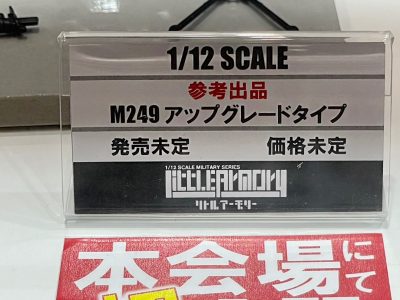 1/12 SCALE
参考出品
M249 アップグレードタイプ
発売未定 価格未定
1/12 SCALE MILITARY SERIES
LittleArmory
リトルアーモリー
本会場にて